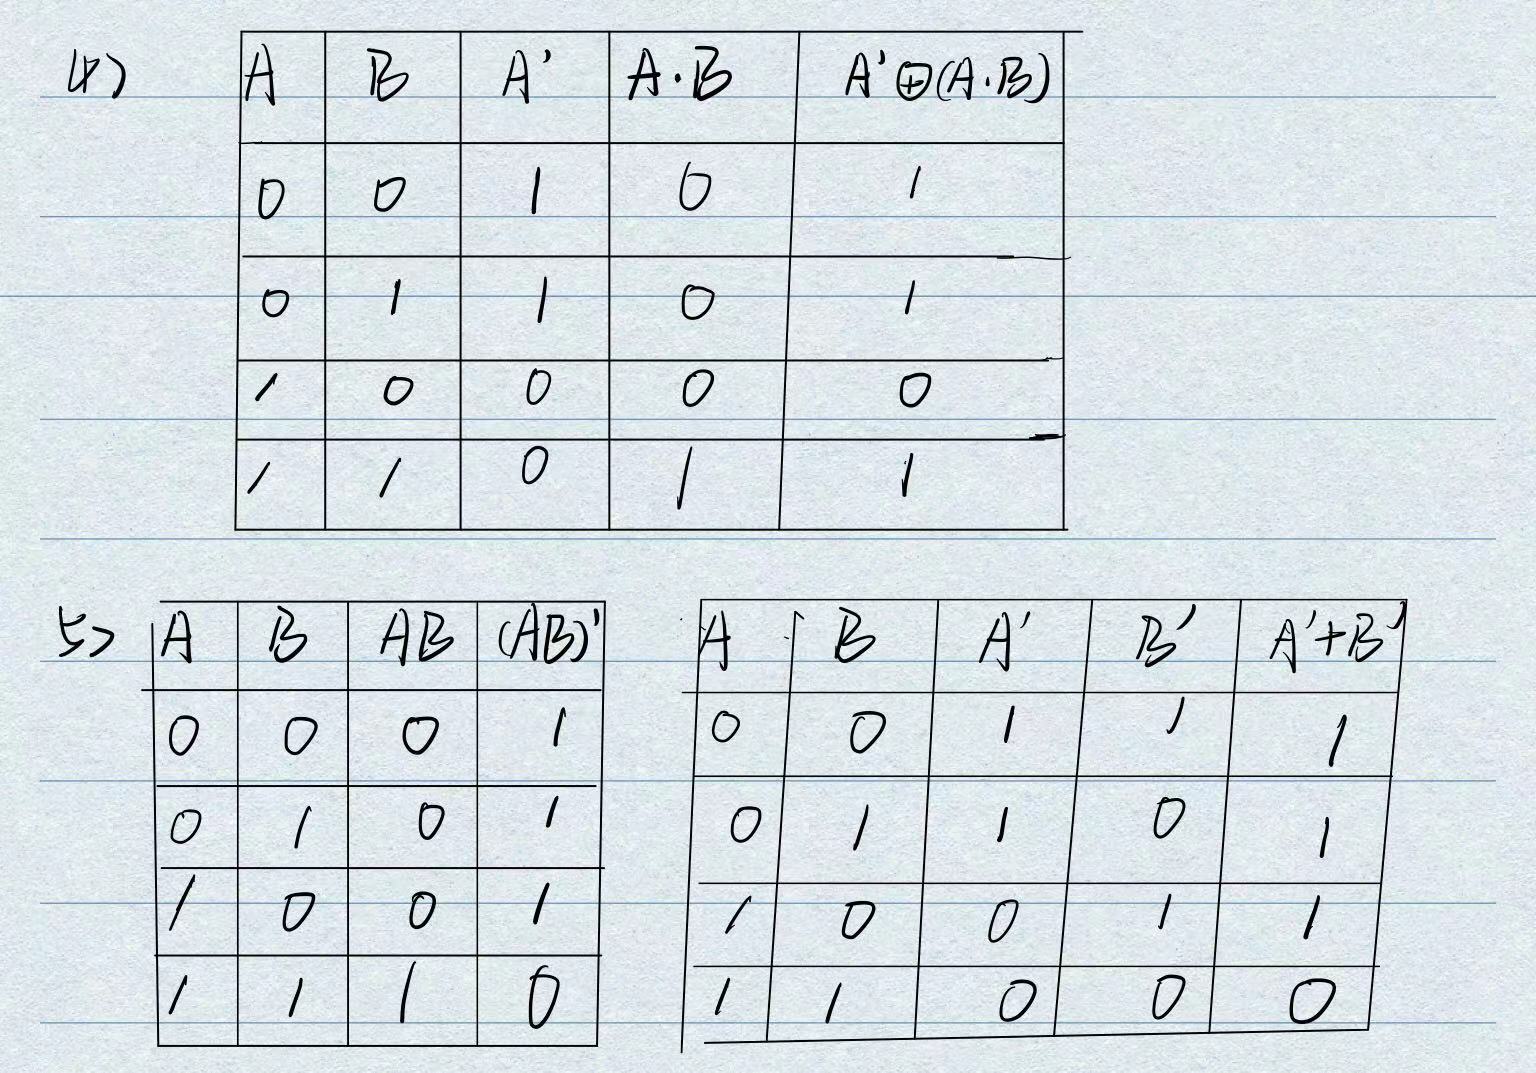 4) A B A' A·B A'⊕(A·B)
0 0 1 0 1
0 1 1 0 1
1 0 0 0 0
1 1 0 1 1
5> A B AB (AB)'
0 0 0 1
0 1 0 1
1 0 0 1
1 1 1 0
A B A' B' A'+B'
0 0 1 1 1
0 1 1 0 1
1 0 0 1 1
1 1 0 0 0